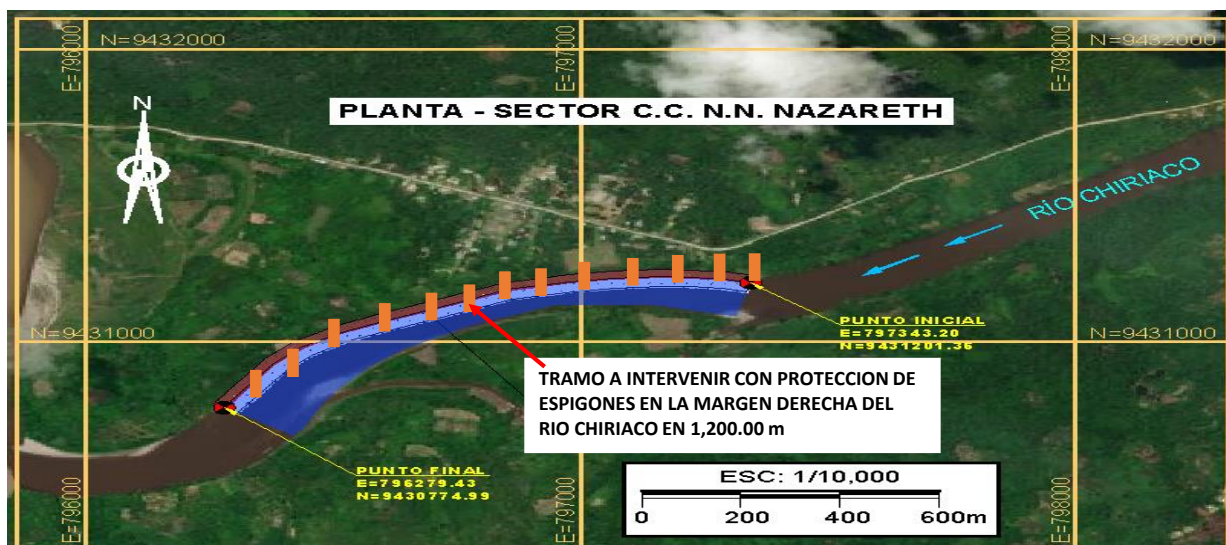 N=9432000
N=9432000
E=796000
E=797000
E=798000
N
PLANTA - SECTOR C.C. N.N. NAZARETH
RÍO CHIRIACO
PUNTO INICIAL
E=797343.20
N=9431201.36
N=9431000
N=9431000
TRAMO A INTERVENIR CON PROTECCION DE
ESPIGONES EN LA MARGEN DERECHA DEL
RIO CHIRIACO EN 1,200.00 m
PUNTO FINAL
E=796279.43
N=9430774.99
ESC: 1/10,000
0 200 400 600m
E=796000
E=797000
E=798000